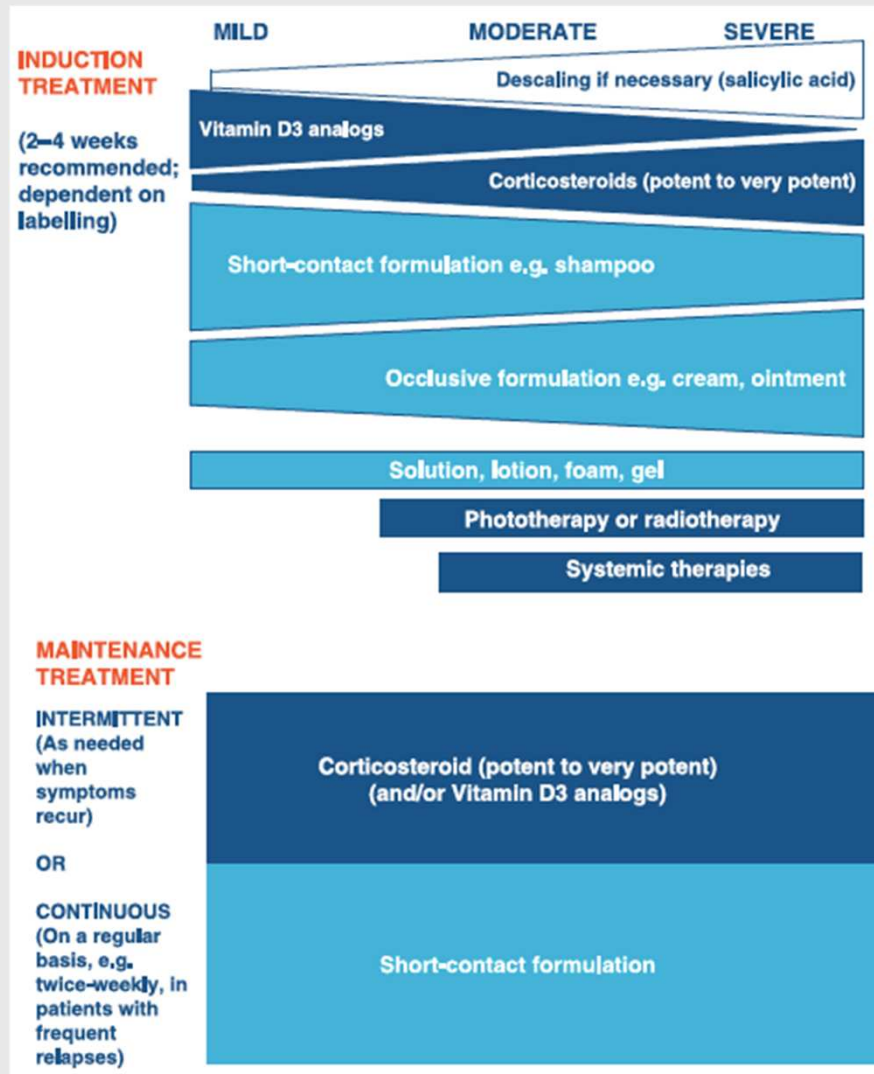 MILD MODERATE SEVERE
INDUCTION
TREATMENT
(2–4 weeks
recommended;
dependent on
labelling)
Descaling if necessary (salicylic acid)
Vitamin D3 analogs
Corticosteroids (potent to very potent)
Short-contact formulation e.g. shampoo
Occlusive formulation e.g. cream, ointment
Solution, lotion, foam, gel
Phototherapy or radiotherapy
Systemic therapies
MAINTENANCE
TREATMENT
INTERMITTENT
(As needed
when
symptoms
recur)
OR
CONTINUOUS
(On a regular
basis, e.g.
twice-weekly, in
patients with
frequent
relapses)
Corticosteroid (potent to very potent)
(and/or Vitamin D3 analogs)
Short-contact formulation